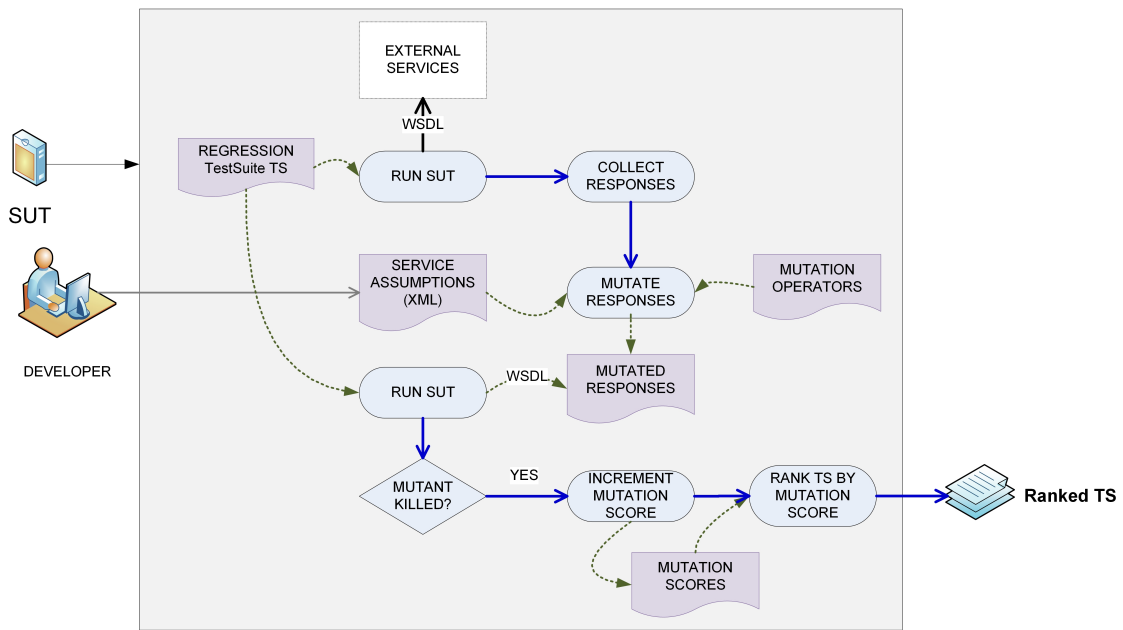 EXTERNAL
SERVICES
WSDL
REGRESSION
TestSuite TS
RUN SUT
COLLECT
RESPONSES
SUT
SERVICE
ASSUMPTIONS
(XML)
MUTATE
RESPONSES
MUTATION
OPERATORS
DEVELOPER
RUN SUT
WSDL
MUTATED
RESPONSES
MUTANT
KILLED?
YES
INCREMENT
MUTATION
SCORE
RANK TS BY
MUTATION
SCORE
Ranked TS
MUTATION
SCORES